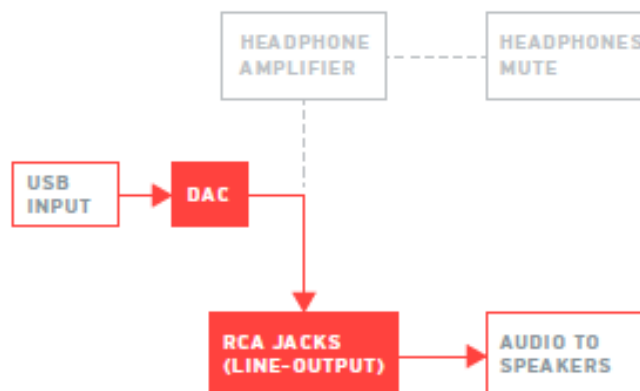 HEADPHONE
AMPLIFIER
HEADPHONES
MUTE
USB
INPUT
DAC
RCA JACKS
(LINE-OUTPUT)
AUDIO TO
SPEAKERS